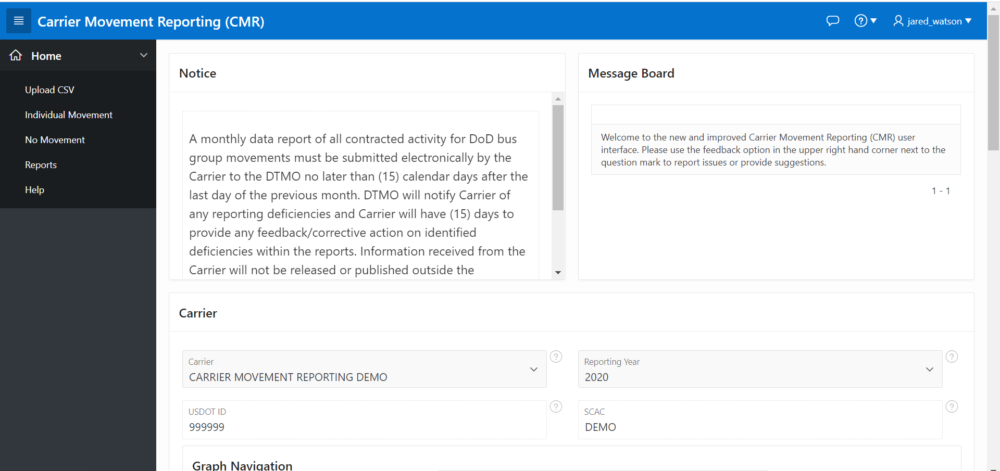 Carrier Movement Reporting (CMR)
jared_watson
Home
Upload CSV
Individual Movement
No Movement
Reports
Help
Notice
A monthly data report of all contracted activity for DoD bus
group movements must be submitted electronically by the
Carrier to the DTMO no later than (15) calendar days after the
last day of the previous month. DTMO will notify Carrier of
any reporting deficiencies and Carrier will have (15) days to
provide any feedback/corrective action on identified
deficiencies within the reports. Information received from the
Carrier will not be released or published outside the
Message Board
Welcome to the new and improved Carrier Movement Reporting (CMR) user
interface. Please use the feedback option in the upper right hand corner next to the
question mark to report issues or provide suggestions.
1 - 1
Carrier
Carrier
CARRIER MOVEMENT REPORTING DEMO
Reporting Year
2020
USDOT ID
999999
SCAC
DEMO
Graph Navigation